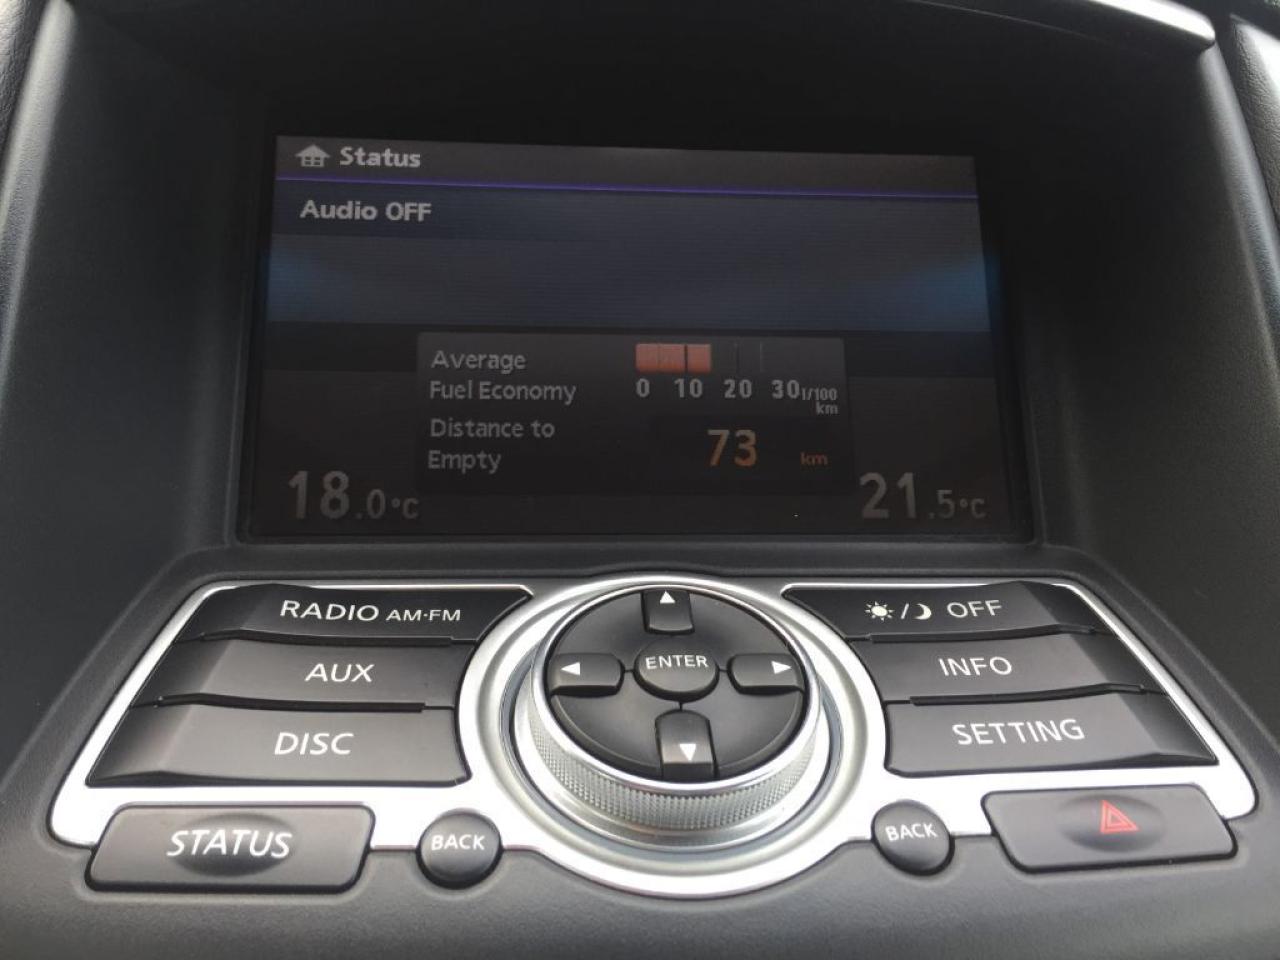 Status
Audio OFF
Average
Fuel Economy
0 10 20 30 l/100
km
Distance to
Empty
73 km
18.0°C
21.5°C
RADIO AM·FM
AUX
DISC
STATUS
BACK
ENTER
/ OFF
INFO
SETTING
BACK